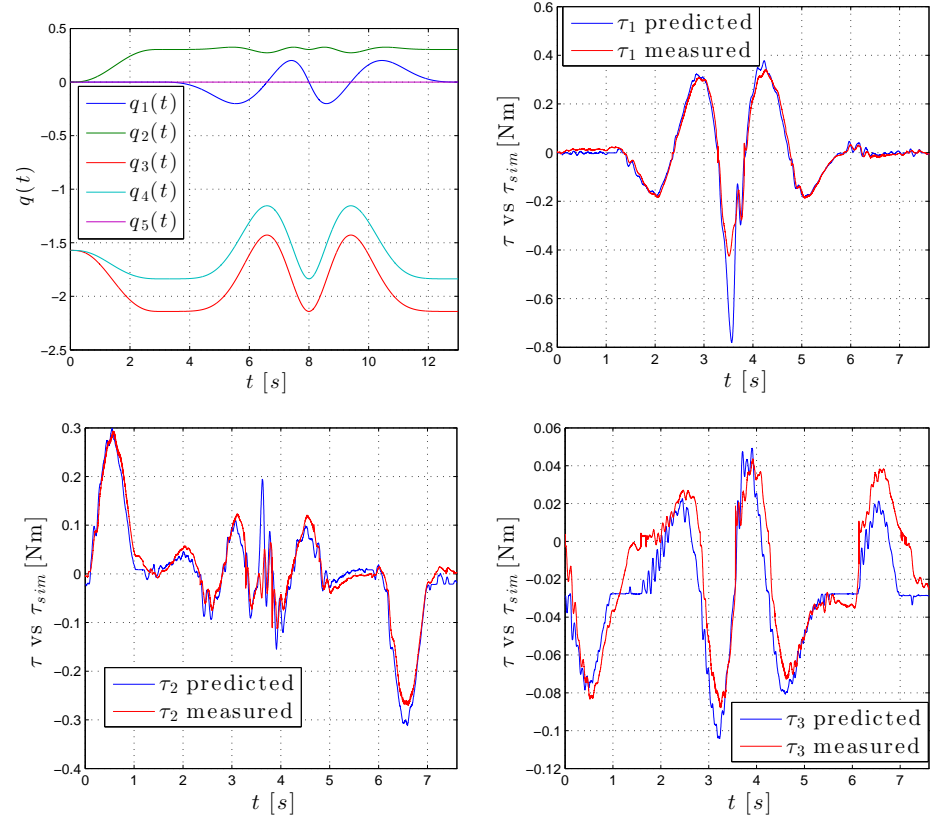 0.5
0
−0.5
−1
−1.5
−2
−2.5
q(t)
q₁(t)
q₂(t)
q₃(t)
q₄(t)
q₅(t)
0 2 4 6 8 10 12
t [s]
0.6
0.4
0.2
0
−0.2
−0.4
−0.6
−0.8
τ vs τ_sim [Nm]
τ₁ predicted
τ₁ measured
0 1 2 3 4 5 6 7
t [s]
0.3
0.2
0.1
0
−0.1
−0.2
−0.3
−0.4
τ vs τ_sim [Nm]
τ₂ predicted
τ₂ measured
0 1 2 3 4 5 6 7
t [s]
0.06
0.04
0.02
0
−0.02
−0.04
−0.06
−0.08
−0.1
−0.12
τ vs τ_sim [Nm]
τ₃ predicted
τ₃ measured
0 1 2 3 4 5 6 7
t [s]